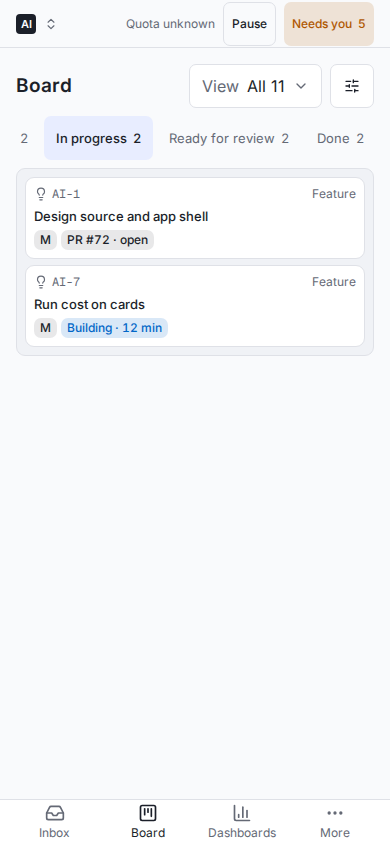 AI Quota unknown Pause Needs you 5
Board View All 11
2 In progress 2 Ready for review 2 Done 2
AI-1 Feature
Design source and app shell
M PR #72 · open
AI-7 Feature
Run cost on cards
M Building · 12 min
Inbox Board Dashboards More